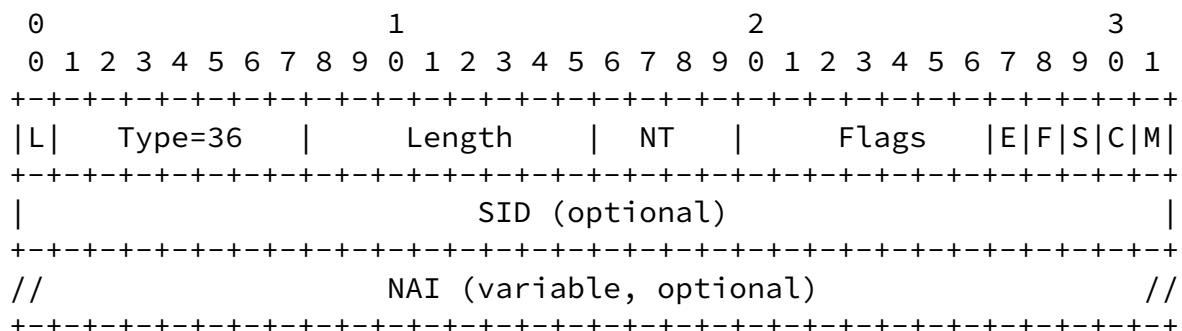 0                   1                   2                   3
 0 1 2 3 4 5 6 7 8 9 0 1 2 3 4 5 6 7 8 9 0 1 2 3 4 5 6 7 8 9 0 1
+-+-+-+-+-+-+-+-+-+-+-+-+-+-+-+-+-+-+-+-+-+-+-+-+-+-+-+-+-+-+-+-+
|L|   Type=36   |     Length    |  NT   |     Flags     |E|F|S|C|M|
+-+-+-+-+-+-+-+-+-+-+-+-+-+-+-+-+-+-+-+-+-+-+-+-+-+-+-+-+-+-+-+-+
|                         SID (optional)                        |
+-+-+-+-+-+-+-+-+-+-+-+-+-+-+-+-+-+-+-+-+-+-+-+-+-+-+-+-+-+-+-+-+
//                   NAI (variable, optional)                  //
+-+-+-+-+-+-+-+-+-+-+-+-+-+-+-+-+-+-+-+-+-+-+-+-+-+-+-+-+-+-+-+-+